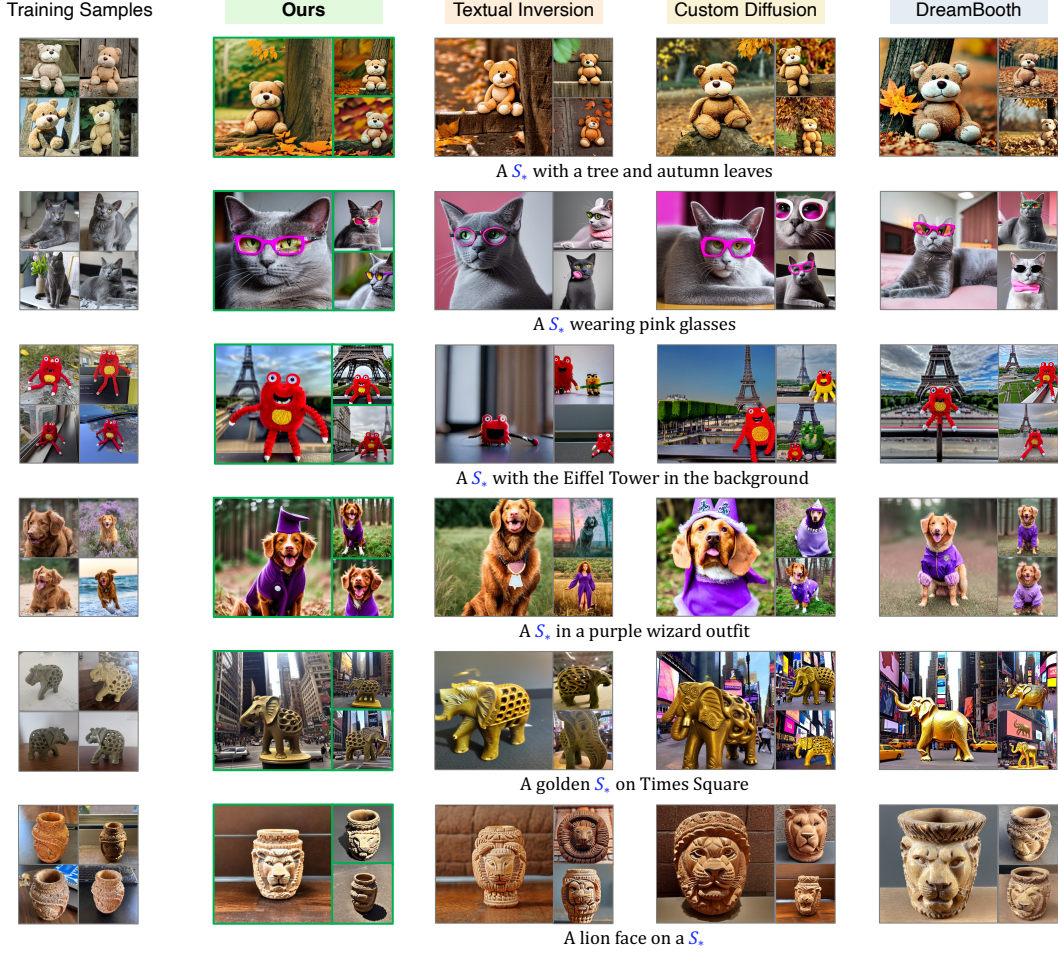 Training Samples
Ours
Textual Inversion
Custom Diffusion
DreamBooth
A S* with a tree and autumn leaves
A S* wearing pink glasses
A S* with the Eiffel Tower in the background
A S* in a purple wizard outfit
A golden S* on Times Square
A lion face on a S*